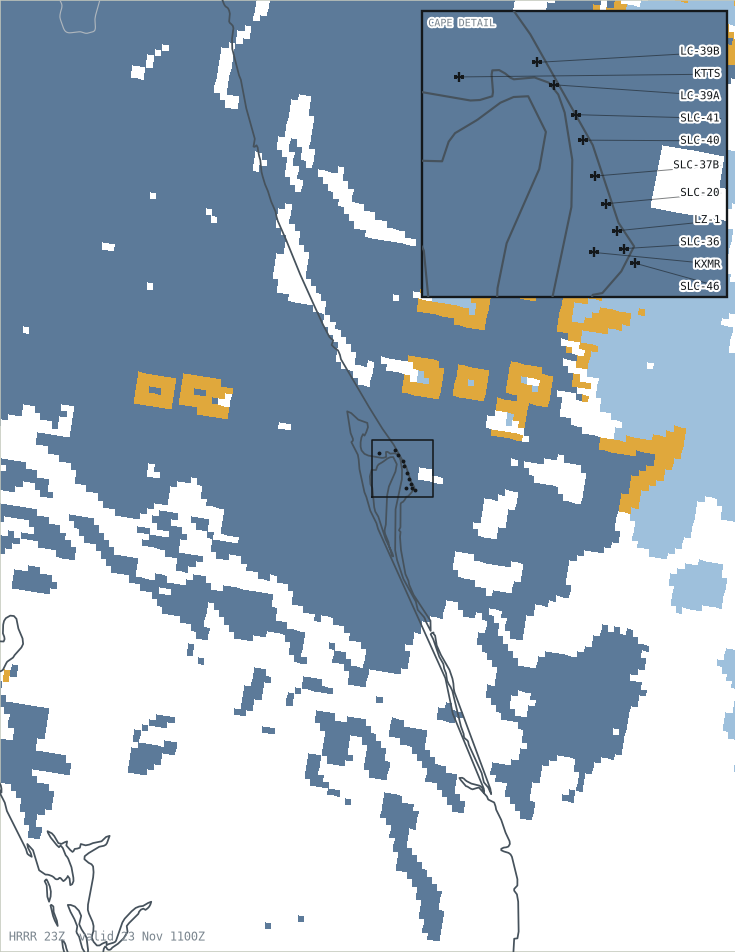 CAPE DETAIL
LC-39B
KTTS
LC-39A
SLC-41
SLC-40
SLC-37B
SLC-20
LZ-1
SLC-36
KXMR
SLC-46
HRRR 23Z  valid 23 Nov 1100Z